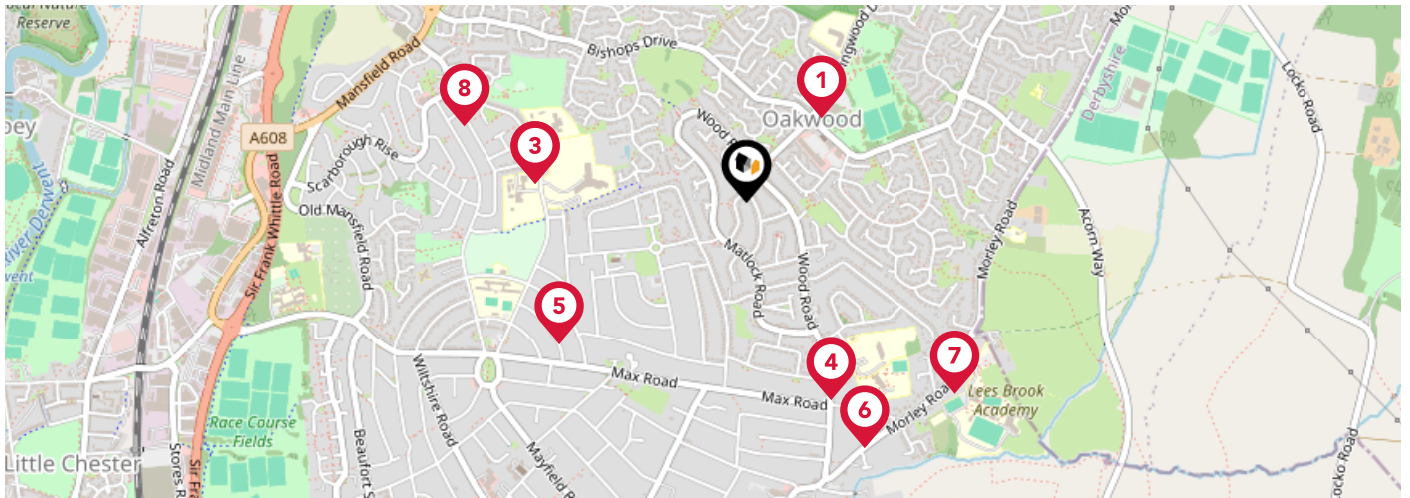 Reserve
Bishops Drive
Mansfield Road
Midland Main Line
Derbyshire
Locko Road
1
8
Oakwood
A608
3
Scarborough Rise
River Derwent
Alfreton Road
Sir Frank Whittle Road
Old Mansfield Road
Morley Road
Acorn Way
Matlock Road
Wood Road
5
4
7
Wiltshire Road
Max Road
Max Road
6
Morley Road
Lees Brook
Academy
Race Course
Fields
Little Chester
Stores R
Sir Fra
Beaufort S
Mayfield R
Locko Road